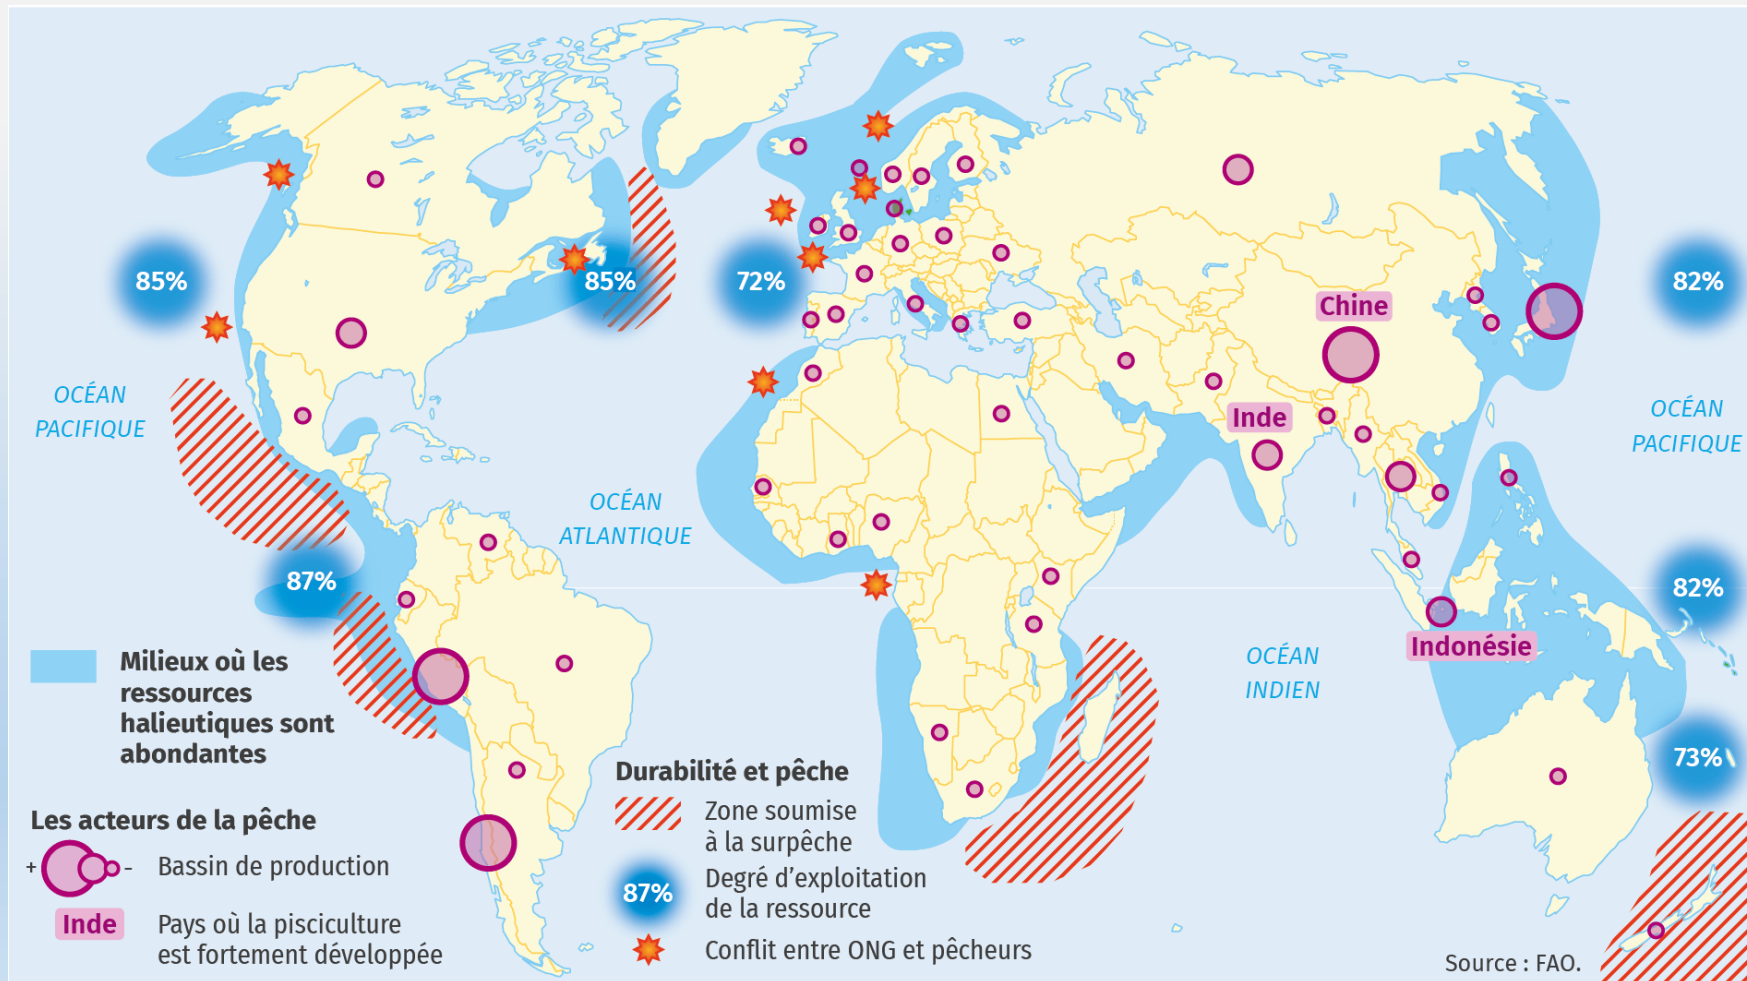 85%
85%
72%
82%
Chine
OCÉAN
PACIFIQUE
Inde
OCÉAN
PACIFIQUE
OCÉAN
ATLANTIQUE
87%
82%
Indonésie
OCÉAN
INDIEN
73%
Milieux où les
ressources
halieutiques sont
abondantes
Les acteurs de la pêche
+
-
Bassin de production
Inde
Pays où la pisciculture
est fortement développée
Durabilité et pêche
Zone soumise
à la surpêche
87%
Degré d'exploitation
de la ressource
Conflit entre ONG et pêcheurs
Source : FAO.